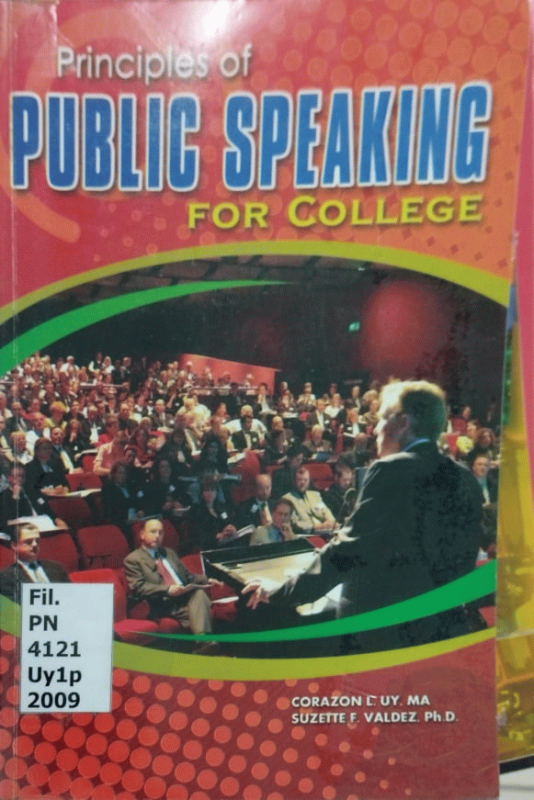 Principles of
PUBLIC SPEAKING
FOR COLLEGE
Fil.
PN
4121
Uy1p
2009
CORAZON L. UY, MA
SUZETTE F. VALDEZ, Ph.D.